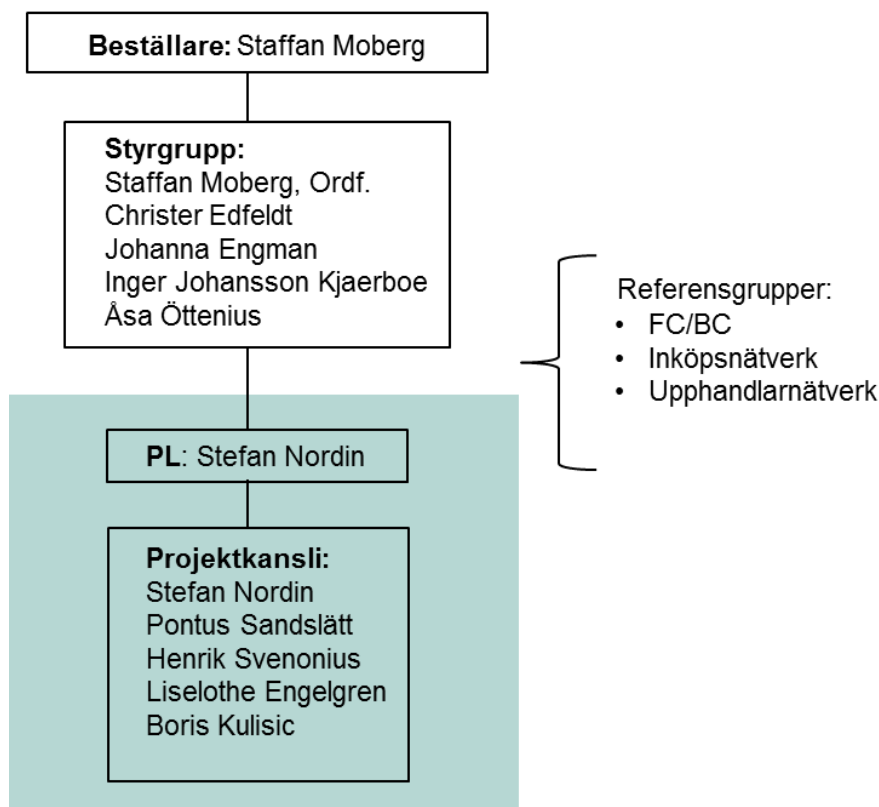 Beställare: Staffan Moberg
Styrgrupp:
Staffan Moberg, Ordf.
Christer Edfeldt
Johanna Engman
Inger Johansson Kjaerboe
Åsa Öttenius
Referensgrupper:
• FC/BC
• Inköpsnätverk
• Upphandlarnätverk
PL: Stefan Nordin
Projektkansli:
Stefan Nordin
Pontus Sandslätt
Henrik Svenonius
Liselothe Engelgren
Boris Kulisic